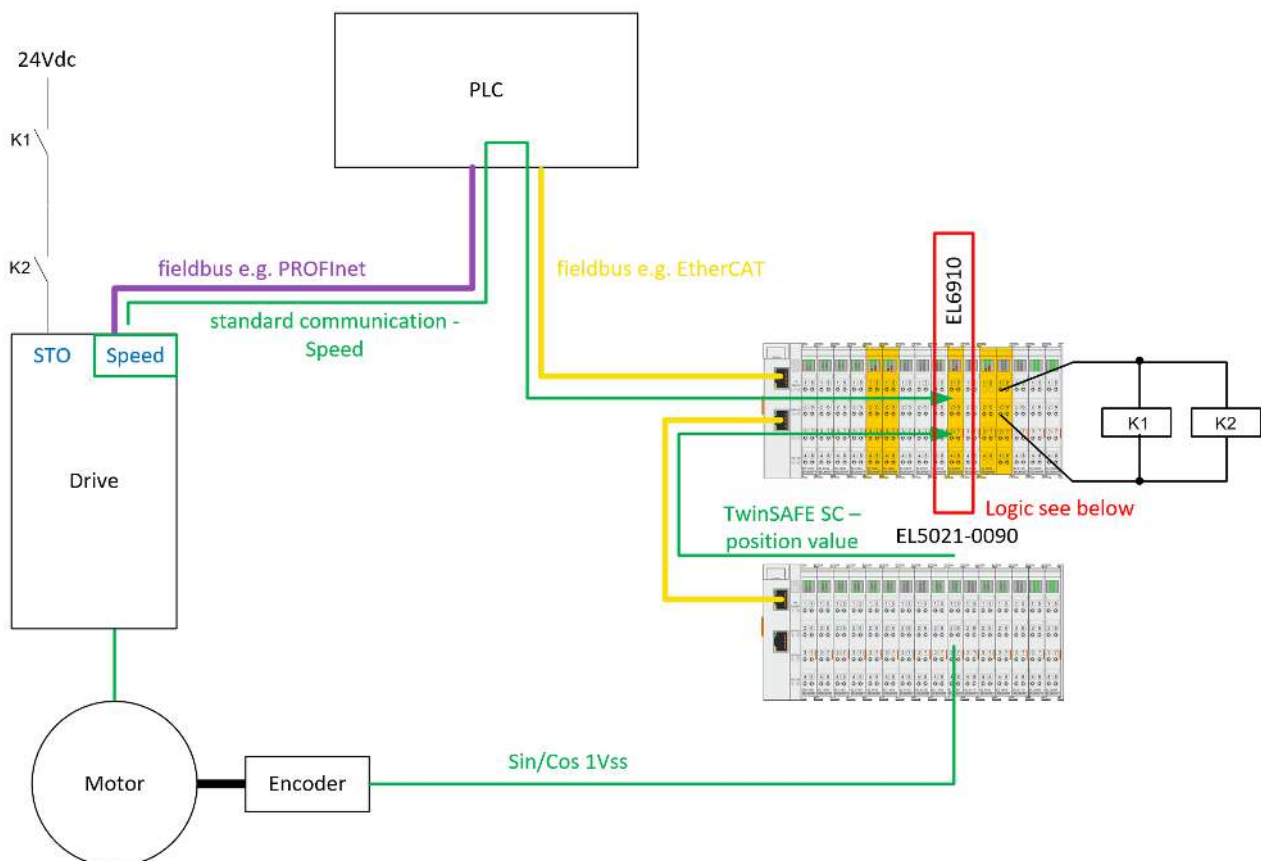 24Vdc
PLC
K1
K2
fieldbus e.g. PROFInet
fieldbus e.g. EtherCAT
EL6910
standard communication -
Speed
STO
Speed
K1
K2
Drive
Logic see below
TwinSAFE SC –
position value
EL5021-0090
Sin/Cos 1Vss
Motor
Encoder